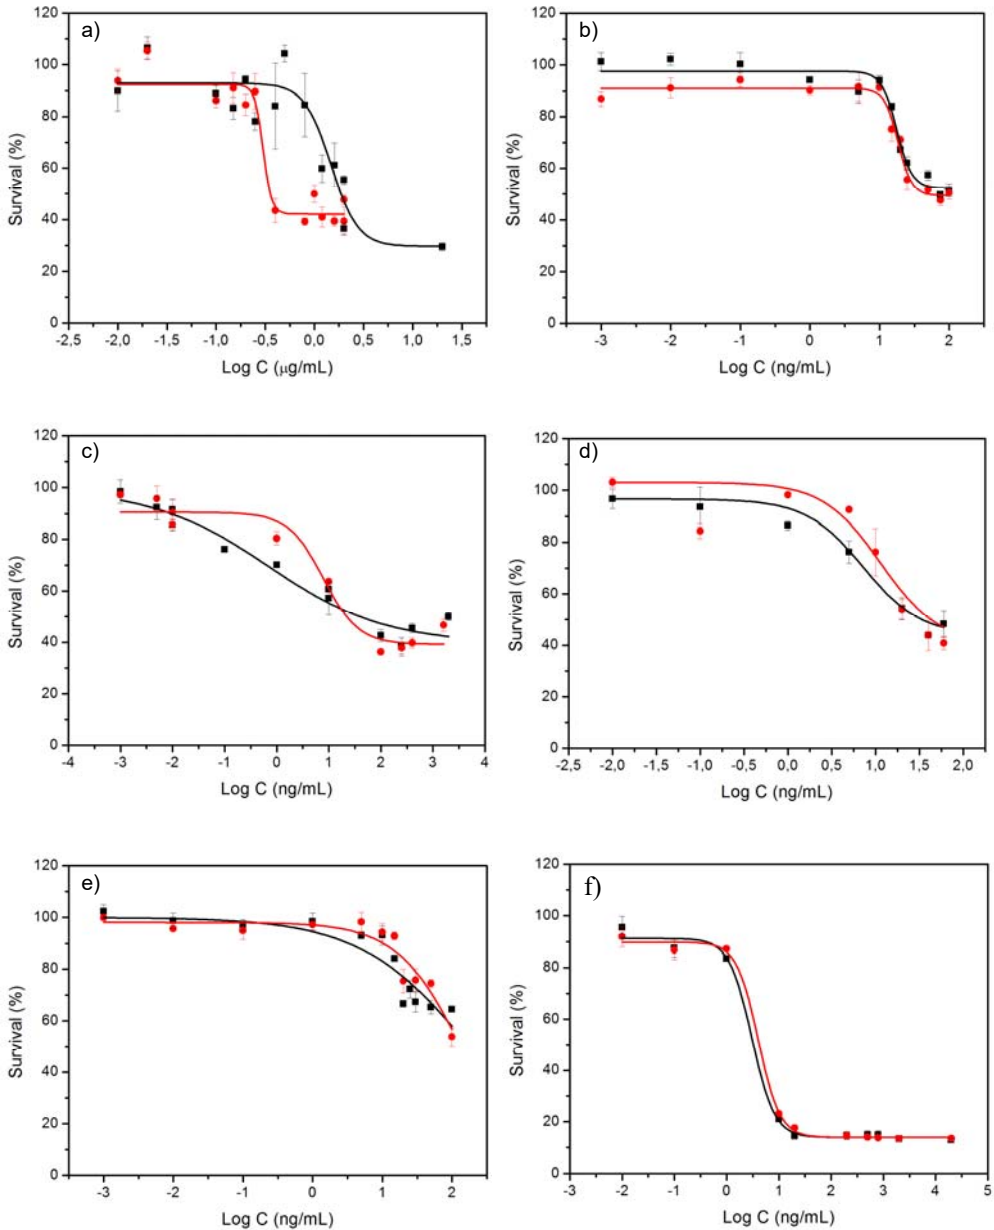 a)
120
100
80
60
40
20
0
Survival (%)
-2,5 -2,0 -1,5 -1,0 -0,5 0,0 0,5 1,0 1,5
Log C (μg/mL)
b)
120
100
80
60
40
20
0
Survival (%)
-3 -2 -1 0 1 2
Log C (ng/mL)
c)
120
100
80
60
40
20
0
Survival (%)
-4 -3 -2 -1 0 1 2 3 4
Log C (ng/mL)
d)
120
100
80
60
40
20
0
Survival (%)
-2,5 -2,0 -1,5 -1,0 -0,5 0,0 0,5 1,0 1,5 2,0
Log C (ng/mL)
e)
120
100
80
60
40
20
0
Survival (%)
-3 -2 -1 0 1 2
Log C (ng/mL)
f)
120
100
80
60
40
20
0
Survival (%)
-3 -2 -1 0 1 2 3 4 5
Log C (ng/mL)